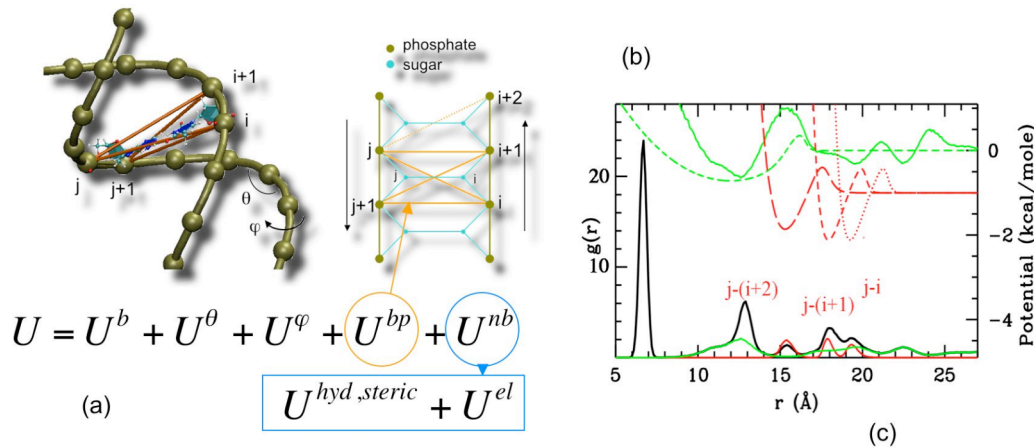 (a)
phosphate
sugar
(b)
i+1
i+2
i
j
i+1
j
j+1
θ
j
i
φ
j+1
i
U = U^b + U^θ + U^φ + U^bp + U^nb
U^hyd,steric + U^el
(a)
20
10
g(r)
0
-2
-4
Potential (kcal/mole)
j-(i+2)
j-(i+1)
j-i
5
10
15
20
25
r (Å)
(c)